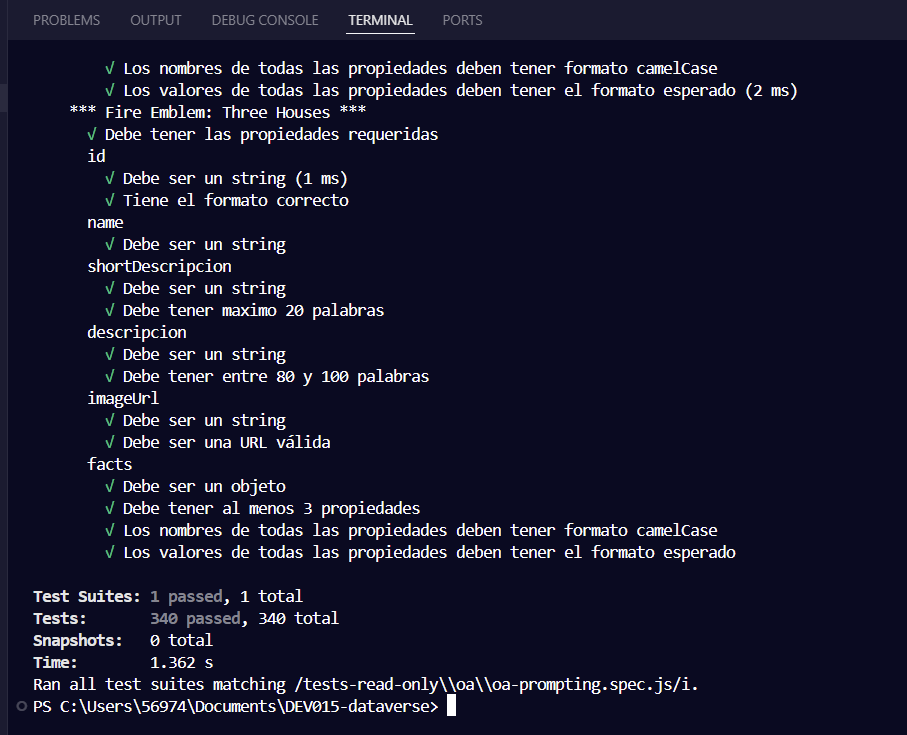 PROBLEMS OUTPUT DEBUG CONSOLE TERMINAL PORTS
√ Los nombres de todas las propiedades deben tener formato camelCase
√ Los valores de todas las propiedades deben tener el formato esperado (2 ms)
*** Fire Emblem: Three Houses ***
√ Debe tener las propiedades requeridas
id
√ Debe ser un string (1 ms)
√ Tiene el formato correcto
name
√ Debe ser un string
shortDescripcion
√ Debe ser un string
√ Debe tener maximo 20 palabras
descripcion
√ Debe ser un string
√ Debe tener entre 80 y 100 palabras
imageUrl
√ Debe ser un string
√ Debe ser una URL válida
facts
√ Debe ser un objeto
√ Debe tener al menos 3 propiedades
√ Los nombres de todas las propiedades deben tener formato camelCase
√ Los valores de todas las propiedades deben tener el formato esperado
Test Suites: 1 passed, 1 total
Tests: 340 passed, 340 total
Snapshots: 0 total
Time: 1.362 s
Ran all test suites matching /tests-read-only\\oa\\oa-prompting.spec.js/i.
PS C:\Users\56974\Documents\DEV015-dataverse>